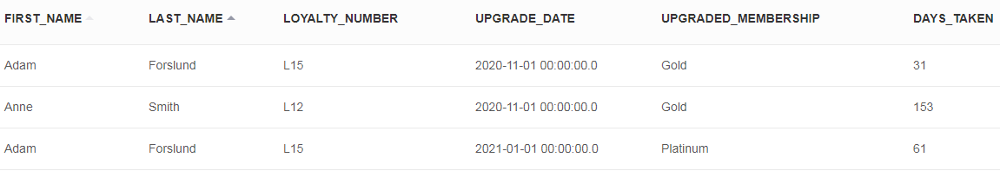 FIRST_NAME LAST_NAME LOYALTY_NUMBER UPGRADE_DATE UPGRADED_MEMBERSHIP DAYS_TAKEN
Adam Forslund L15 2020-11-01 00:00:00.0 Gold 31
Anne Smith L12 2020-11-01 00:00:00.0 Gold 153
Adam Forslund L15 2021-01-01 00:00:00.0 Platinum 61